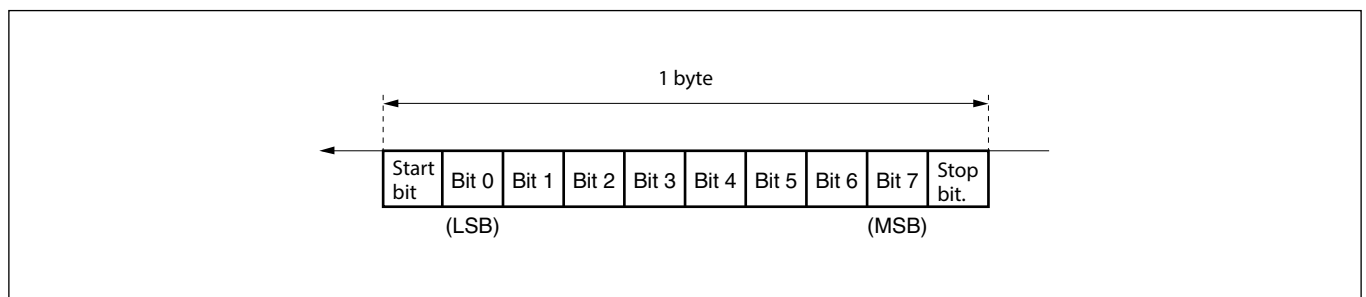 1 byte
Start bit Bit 0 Bit 1 Bit 2 Bit 3 Bit 4 Bit 5 Bit 6 Bit 7 Stop bit.
(LSB) (MSB)